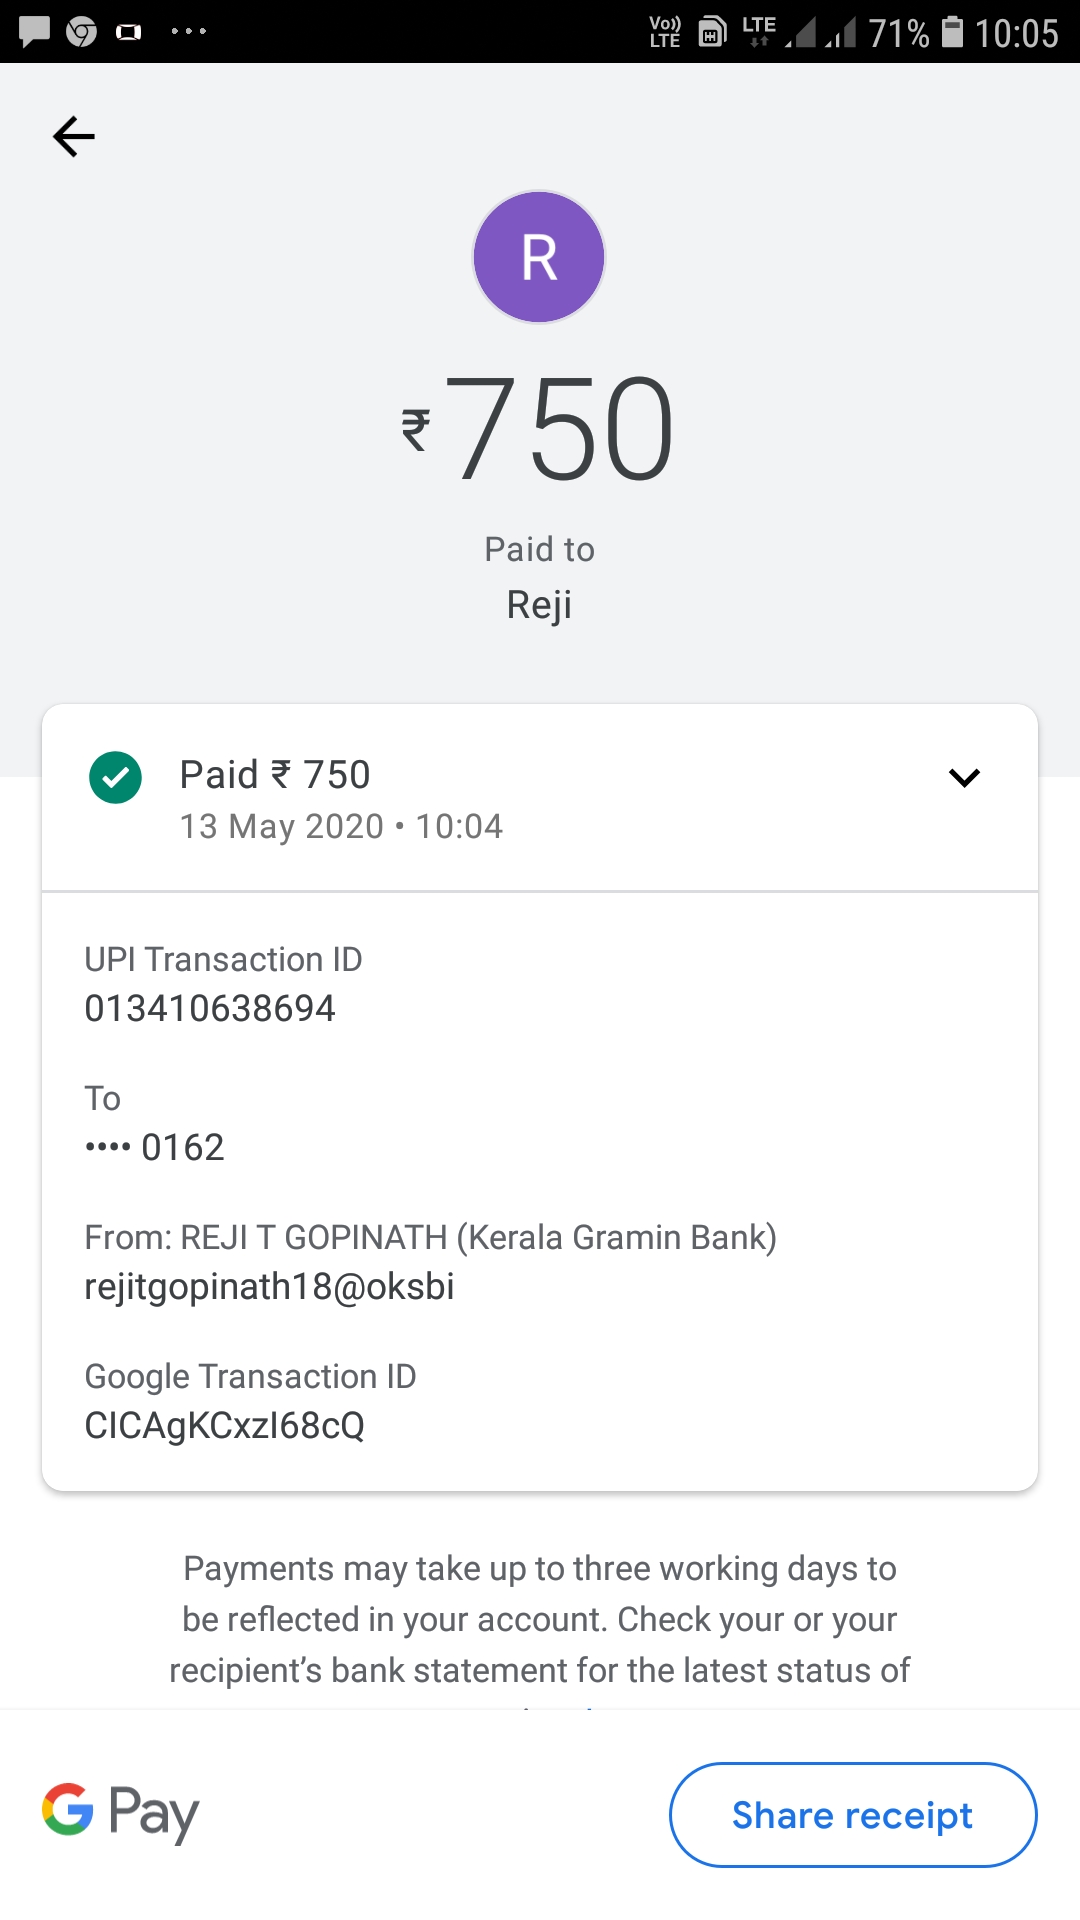 Vo)) LTE LTE 71% 10:05
R
₹750
Paid to
Reji
Paid ₹ 750
13 May 2020 • 10:04
UPI Transaction ID
013410638694
To
•••• 0162
From: REJI T GOPINATH (Kerala Gramin Bank)
rejitgopinath18@oksbi
Google Transaction ID
CICAgKCxzI68cQ
Payments may take up to three working days to
be reflected in your account. Check your or your
recipient’s bank statement for the latest status of
G Pay
Share receipt